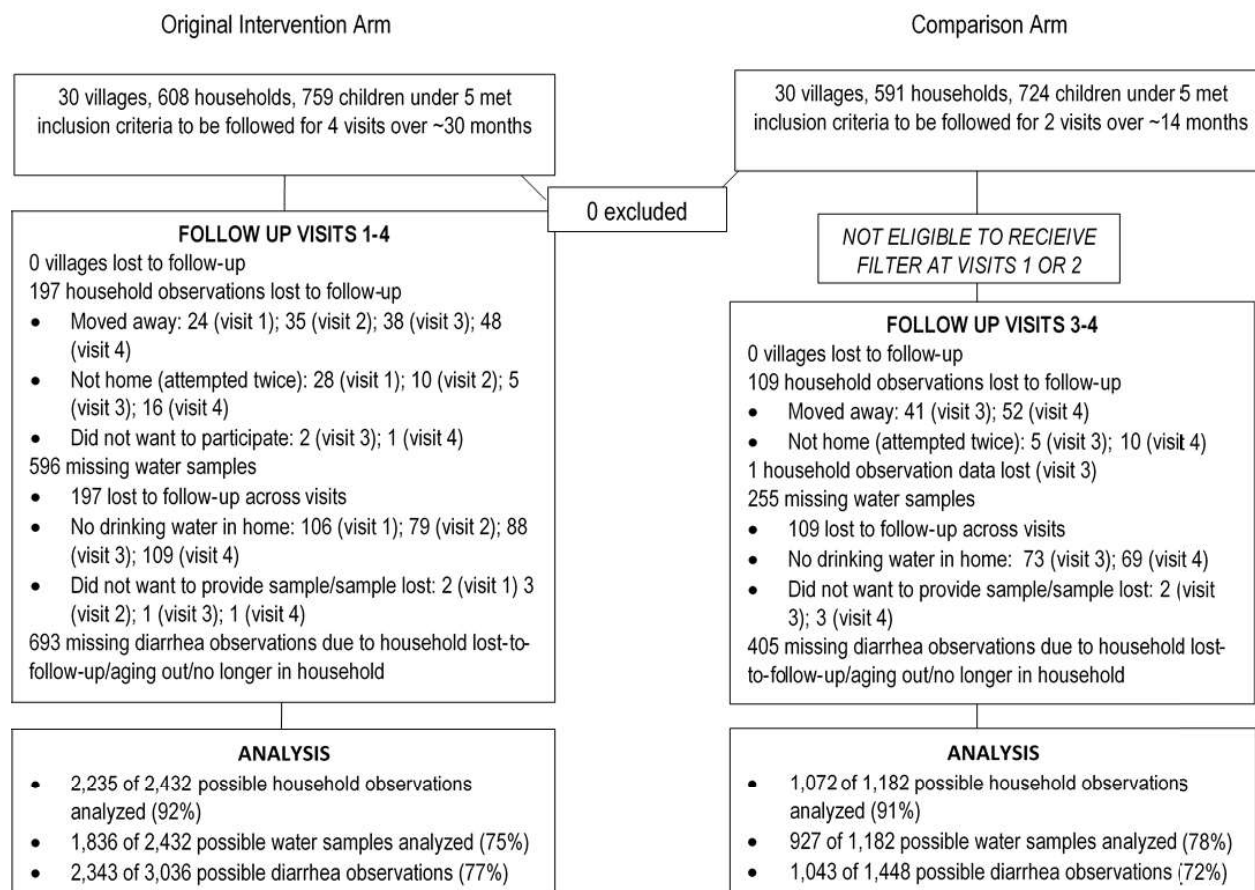 Original Intervention Arm
30 villages, 608 households, 759 children under 5 met
inclusion criteria to be followed for 4 visits over ~30 months
FOLLOW UP VISITS 1-4
0 villages lost to follow-up
197 household observations lost to follow-up
• Moved away: 24 (visit 1); 35 (visit 2); 38 (visit 3); 48
(visit 4)
• Not home (attempted twice): 28 (visit 1); 10 (visit 2); 5
(visit 3); 16 (visit 4)
• Did not want to participate: 2 (visit 3); 1 (visit 4)
596 missing water samples
• 197 lost to follow-up across visits
• No drinking water in home: 106 (visit 1); 79 (visit 2); 88
(visit 3); 109 (visit 4)
• Did not want to provide sample/sample lost: 2 (visit 1) 3
(visit 2); 1 (visit 3); 1 (visit 4)
693 missing diarrhea observations due to household lost-to-
follow-up/aging out/no longer in household
ANALYSIS
• 2,235 of 2,432 possible household observations
analyzed (92%)
• 1,836 of 2,432 possible water samples analyzed (75%)
• 2,343 of 3,036 possible diarrhea observations (77%)
0 excluded
Comparison Arm
30 villages, 591 households, 724 children under 5 met
inclusion criteria to be followed for 2 visits over ~14 months
NOT ELIGIBLE TO RECIEIVE
FILTER AT VISITS 1 OR 2
FOLLOW UP VISITS 3-4
0 villages lost to follow-up
109 household observations lost to follow-up
• Moved away: 41 (visit 3); 52 (visit 4)
• Not home (attempted twice): 5 (visit 3); 10 (visit 4)
1 household observation data lost (visit 3)
255 missing water samples
• 109 lost to follow-up across visits
• No drinking water in home: 73 (visit 3); 69 (visit 4)
• Did not want to provide sample/sample lost: 2 (visit
3); 3 (visit 4)
405 missing diarrhea observations due to household lost-
to-follow-up/aging out/no longer in household
ANALYSIS
• 1,072 of 1,182 possible household observations
analyzed (91%)
• 927 of 1,182 possible water samples analyzed (78%)
• 1,043 of 1,448 possible diarrhea observations (72%)